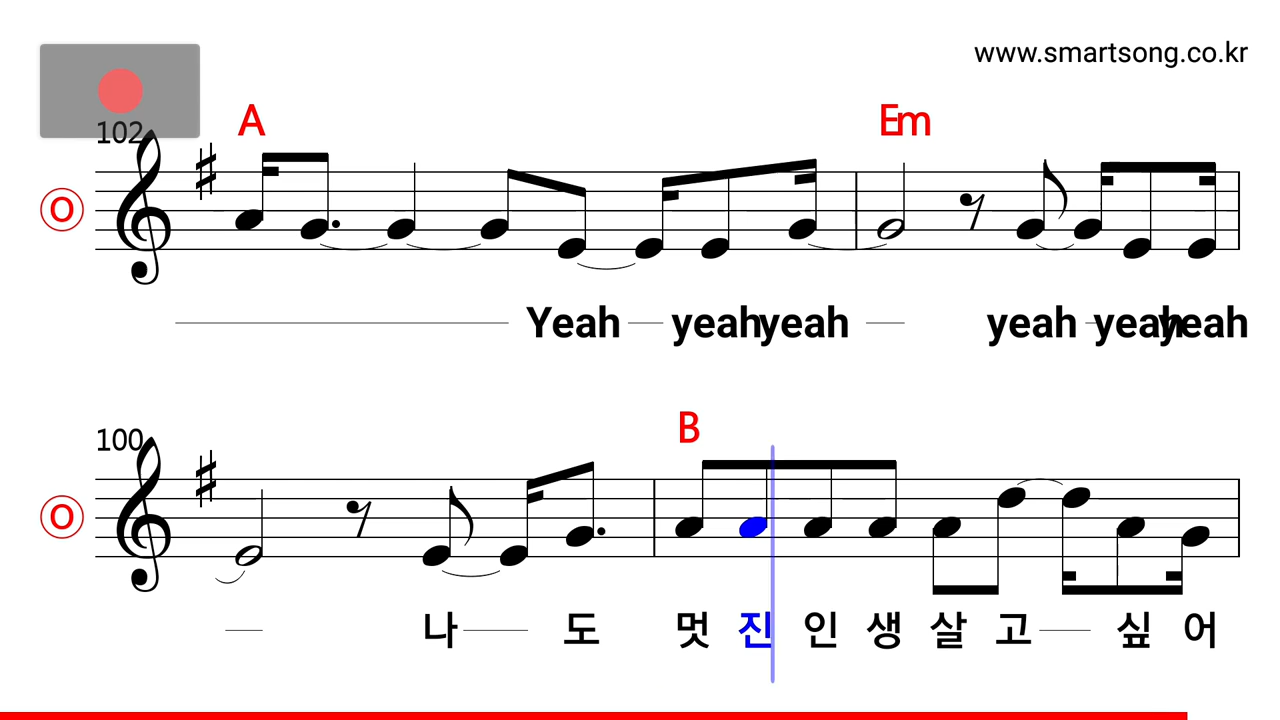 www.smartsong.co.kr
102 A Em
O
Yeah yeah yeah yeah yeah yeah
100 B
O
나 도 멋 진 인 생 살 고 싶 어